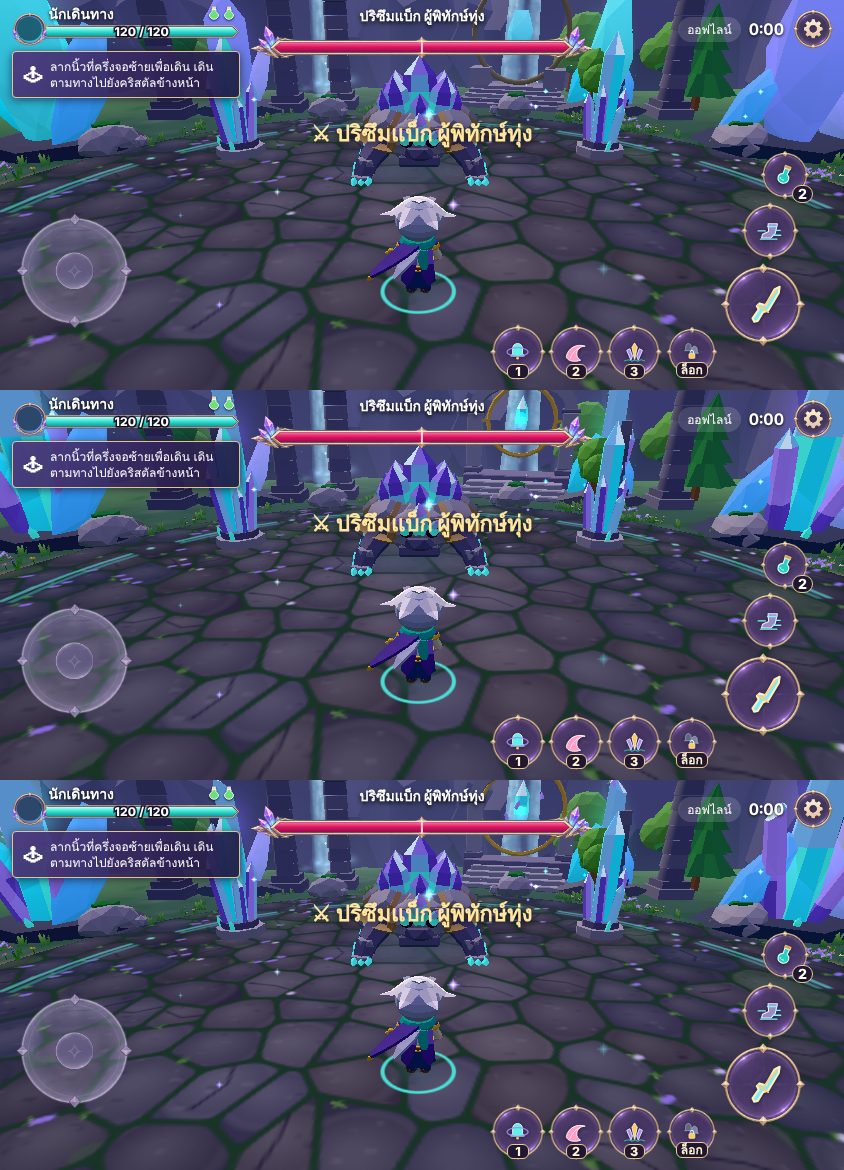 นักเดินทาง
120 / 120
ลากนิ้วที่ครึ่งจอซ้ายเพื่อเดิน เดิน
ตามทางไปยังคริสตัลข้างหน้า
ปริซึมแบ็ก ผู้พิทักษ์ทุ่ง
ออฟไลน์
0:00
ปริซึมแบ็ก ผู้พิทักษ์ทุ่ง
2
1
2
3
ล็อก
นักเดินทาง
120 / 120
ลากนิ้วที่ครึ่งจอซ้ายเพื่อเดิน เดิน
ตามทางไปยังคริสตัลข้างหน้า
ปริซึมแบ็ก ผู้พิทักษ์ทุ่ง
ออฟไลน์
0:00
ปริซึมแบ็ก ผู้พิทักษ์ทุ่ง
2
1
2
3
ล็อก
นักเดินทาง
120 / 120
ลากนิ้วที่ครึ่งจอซ้ายเพื่อเดิน เดิน
ตามทางไปยังคริสตัลข้างหน้า
ปริซึมแบ็ก ผู้พิทักษ์ทุ่ง
ออฟไลน์
0:00
ปริซึมแบ็ก ผู้พิทักษ์ทุ่ง
2
1
2
3
ล็อก